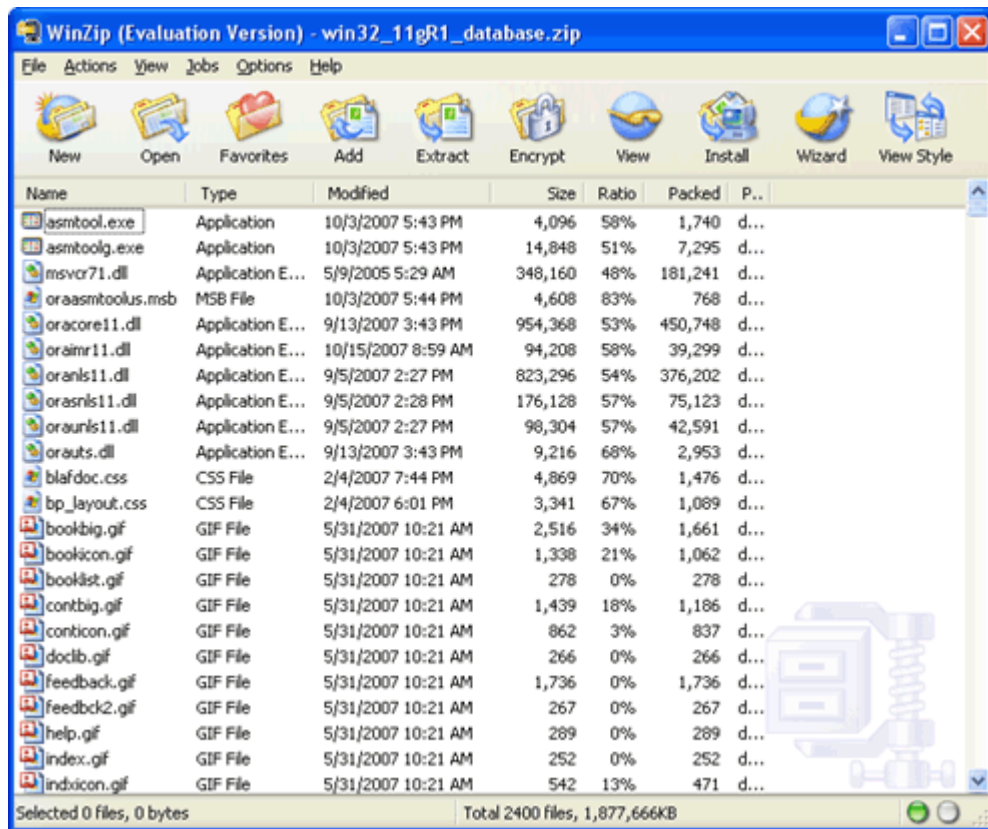 WinZip (Evaluation Version) - win32_11gR1_database.zip
File Actions View Jobs Options Help
New Open Favorites Add Extract Encrypt View Install Wizard View Style
Name Type Modified Size Ratio Packed P..
asmtool.exe Application 10/3/2007 5:43 PM 4,096 58% 1,740 d...
asmtoolg.exe Application 10/3/2007 5:43 PM 14,848 51% 7,295 d...
msvcr71.dll Application E... 5/9/2005 5:29 AM 348,160 48% 181,241 d...
oraasmtoolus.msb MSB File 10/3/2007 5:44 PM 4,608 83% 768 d...
oracore11.dll Application E... 9/13/2007 3:43 PM 954,368 53% 450,748 d...
oraimr11.dll Application E... 10/15/2007 8:59 AM 94,208 58% 39,299 d...
oranls11.dll Application E... 9/5/2007 2:27 PM 823,296 54% 376,202 d...
orasnls11.dll Application E... 9/5/2007 2:28 PM 176,128 57% 75,123 d...
oraunls11.dll Application E... 9/5/2007 2:27 PM 98,304 57% 42,591 d...
orauts.dll Application E... 9/13/2007 3:43 PM 9,216 68% 2,953 d...
blafdoc.css CSS File 2/4/2007 7:44 PM 4,869 70% 1,476 d...
bp_layout.css CSS File 2/4/2007 6:01 PM 3,341 67% 1,089 d...
bookbig.gif GIF File 5/31/2007 10:21 AM 2,516 34% 1,661 d...
bookicon.gif GIF File 5/31/2007 10:21 AM 1,338 21% 1,062 d...
booklist.gif GIF File 5/31/2007 10:21 AM 278 0% 278 d...
contbig.gif GIF File 5/31/2007 10:21 AM 1,439 18% 1,186 d...
conticon.gif GIF File 5/31/2007 10:21 AM 862 3% 837 d...
doclib.gif GIF File 5/31/2007 10:21 AM 266 0% 266 d...
feedback.gif GIF File 5/31/2007 10:21 AM 1,736 0% 1,736 d...
feedbck2.gif GIF File 5/31/2007 10:21 AM 267 0% 267 d...
help.gif GIF File 5/31/2007 10:21 AM 289 0% 289 d...
index.gif GIF File 5/31/2007 10:21 AM 252 0% 252 d...
indxicon.gif GIF File 5/31/2007 10:21 AM 542 13% 471 d...
Selected 0 files, 0 bytes Total 2400 files, 1,877,666KB